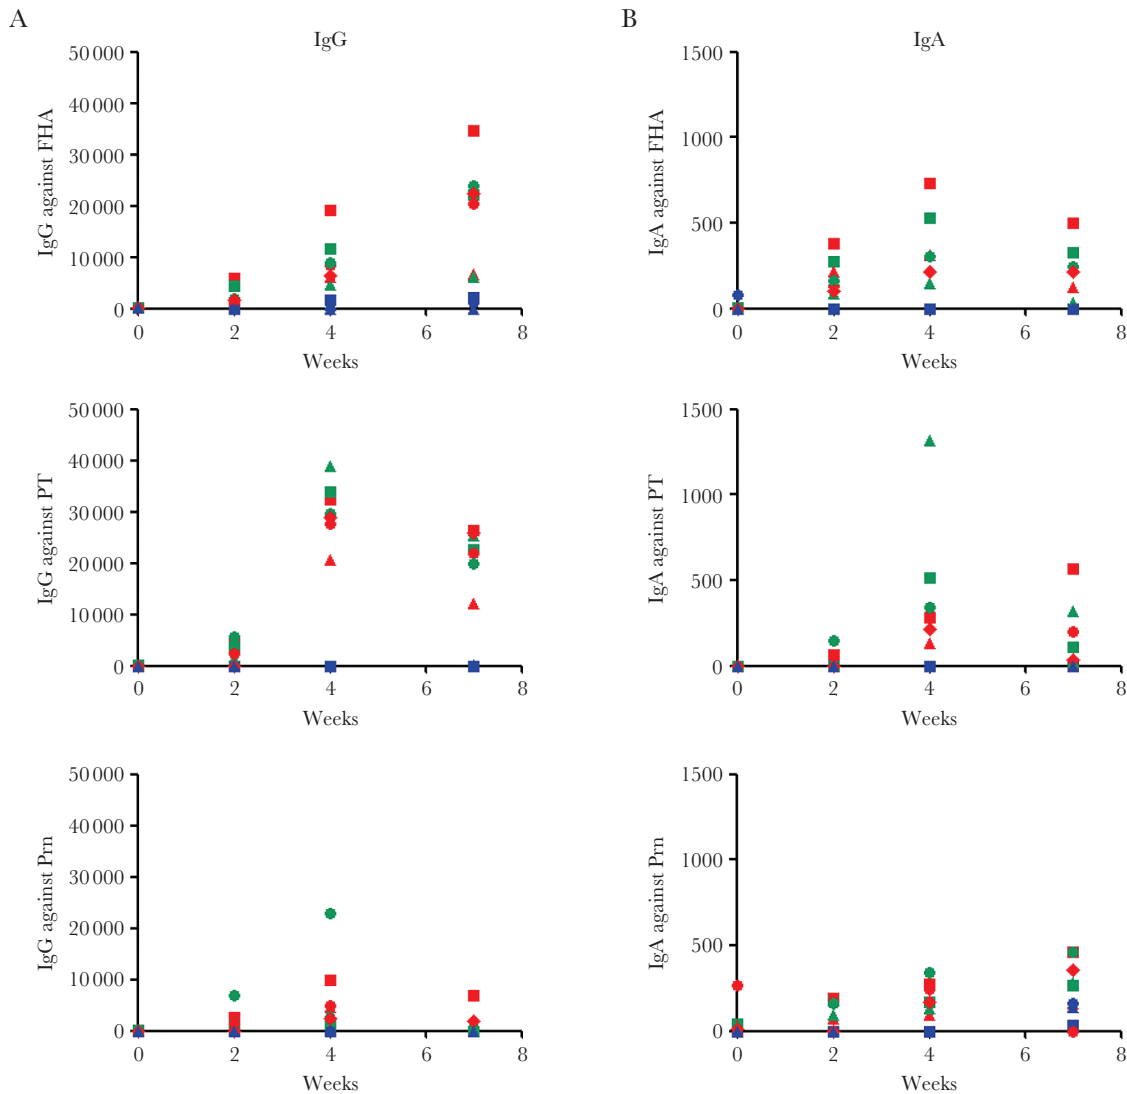 A
IgG
50 000
40 000
30 000
20 000
10 000
0
IgG against FHA
0 2 4 6 8
Weeks
50 000
40 000
30 000
20 000
10 000
0
IgG against PT
0 2 4 6 8
Weeks
50 000
40 000
30 000
20 000
10 000
0
IgG against Prn
0 2 4 6 8
Weeks
B
IgA
1500
1000
500
0
IgA against FHA
0 2 4 6 8
Weeks
1500
1000
500
0
IgA against PT
0 2 4 6 8
Weeks
1500
1000
500
0
IgA against Prn
0 2 4 6 8
Weeks